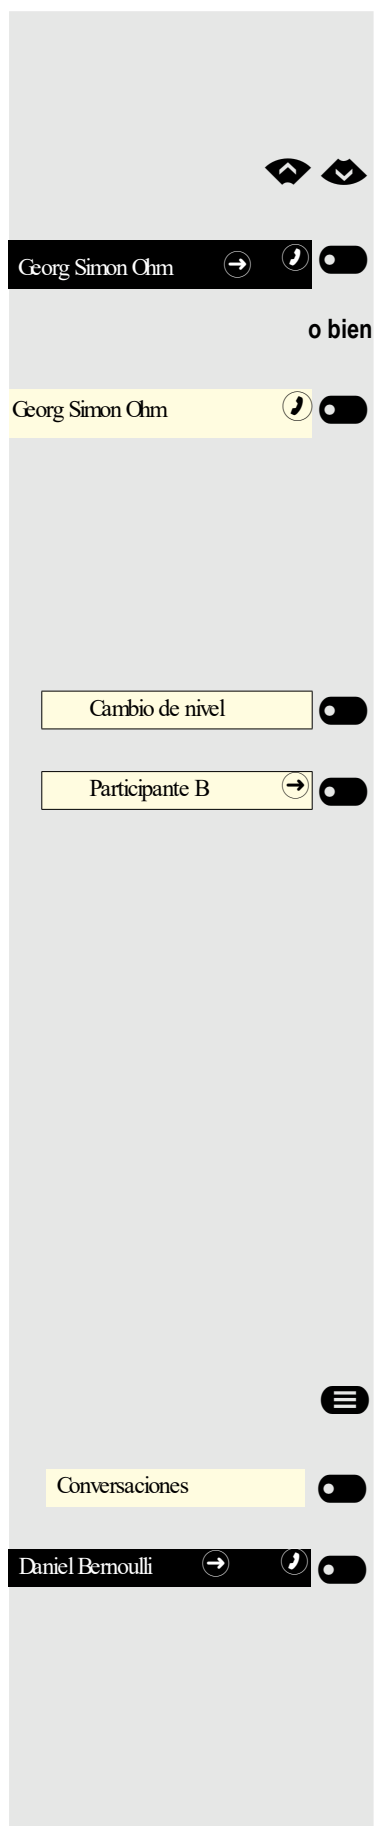 Georg Simon Ohm
o bien
Georg Simon Ohm
Cambio de nivel
Participante B
Conversaciones
Daniel Bernoulli